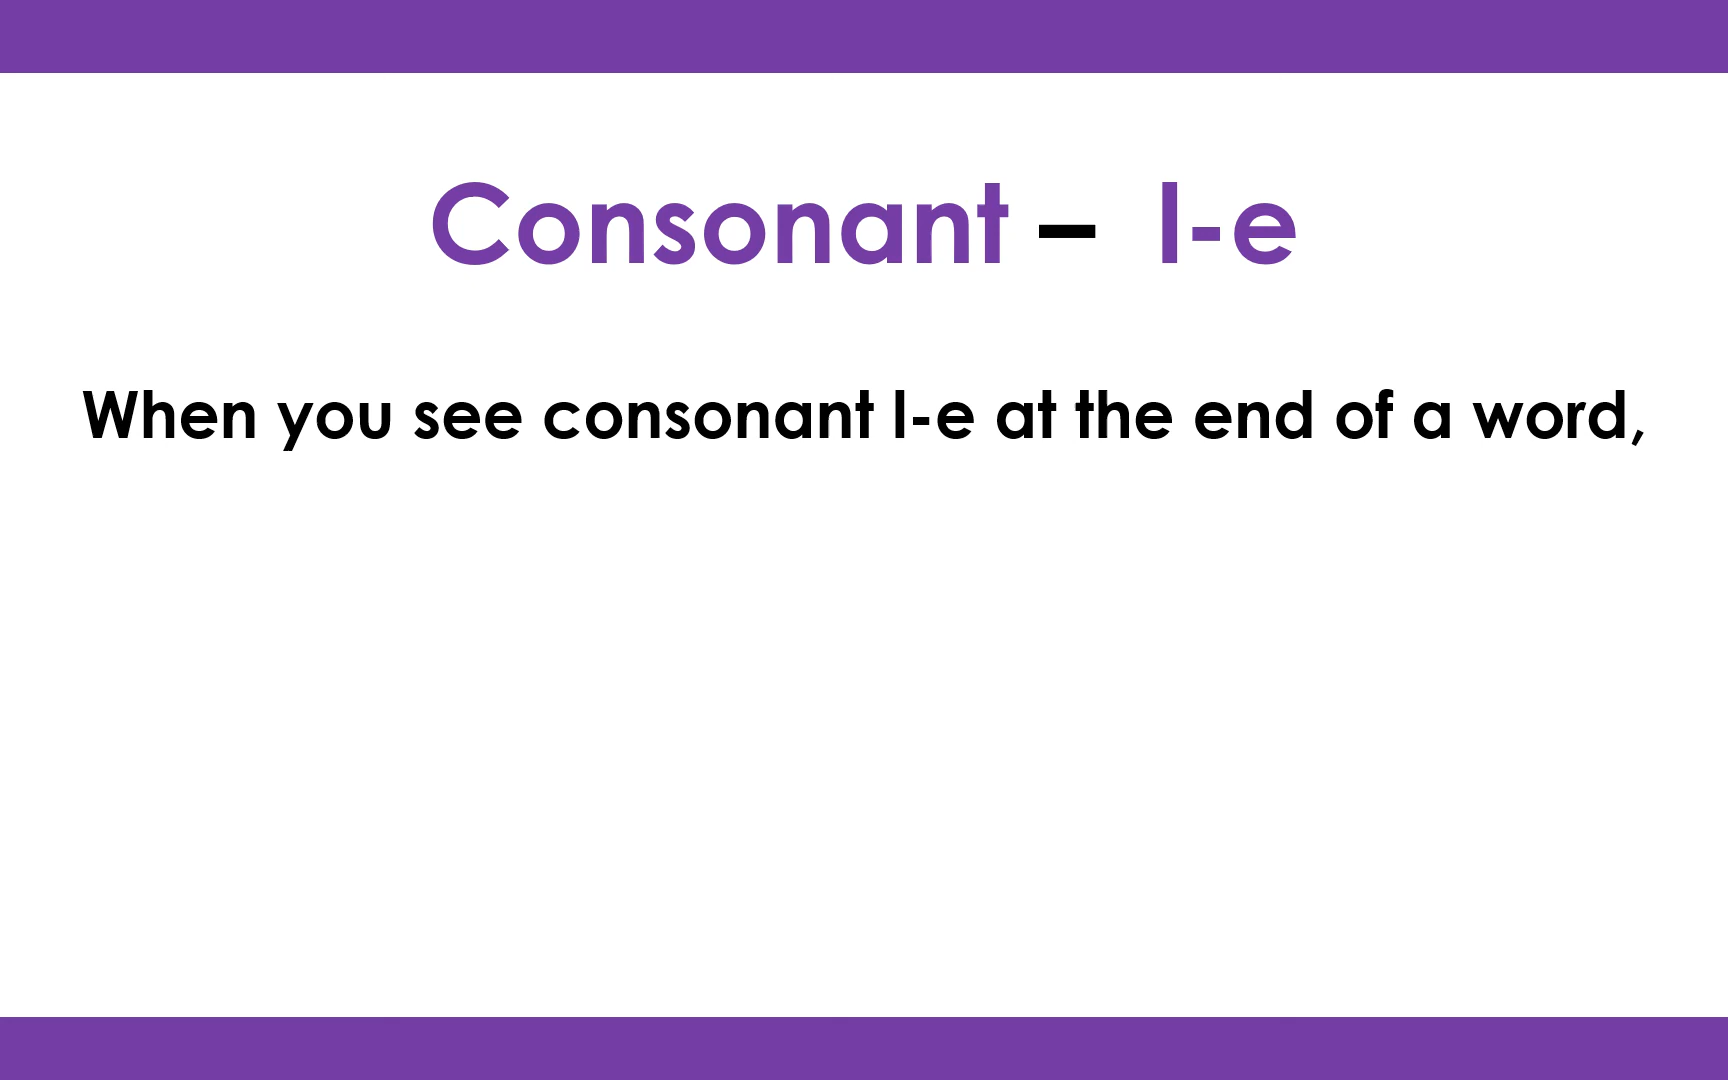 Consonant – l-e
When you see consonant l-e at the end of a word,